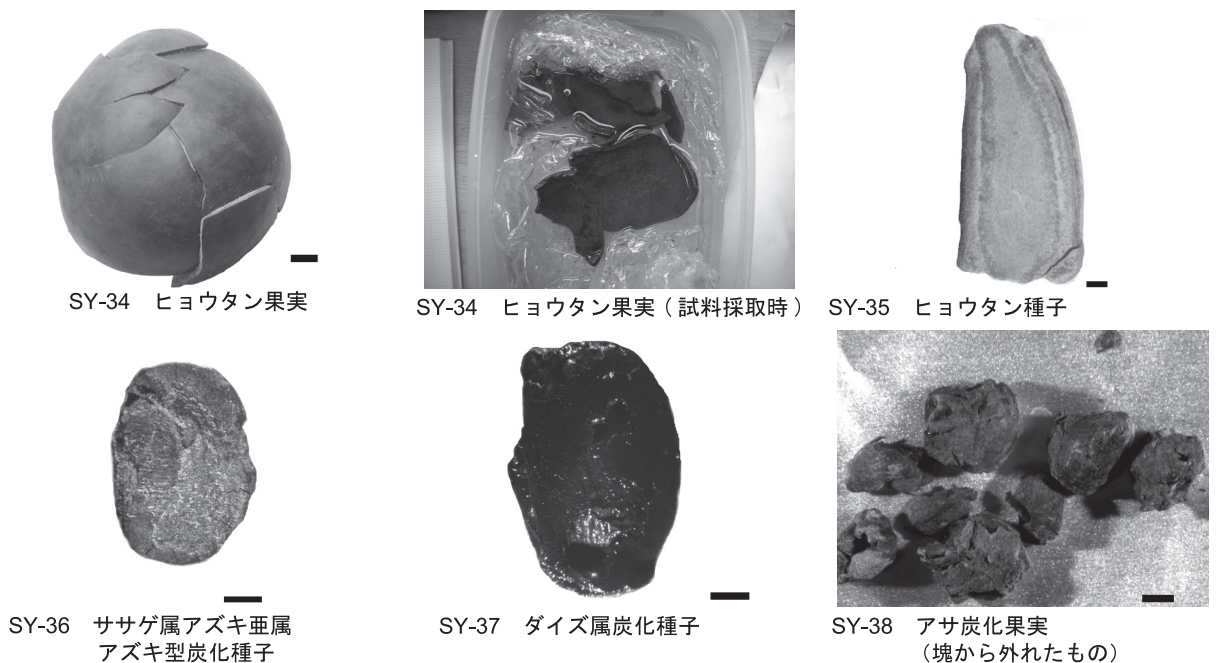 SY-34 ヒョウタン果実
SY-34 ヒョウタン果実(試料採取時)
SY-35 ヒョウタン種子
SY-36 ササゲ属アズキ亜属
アズキ型炭化種子
SY-37 ダイズ属炭化種子
SY-38 アサ炭化果実
(塊から外れたもの)